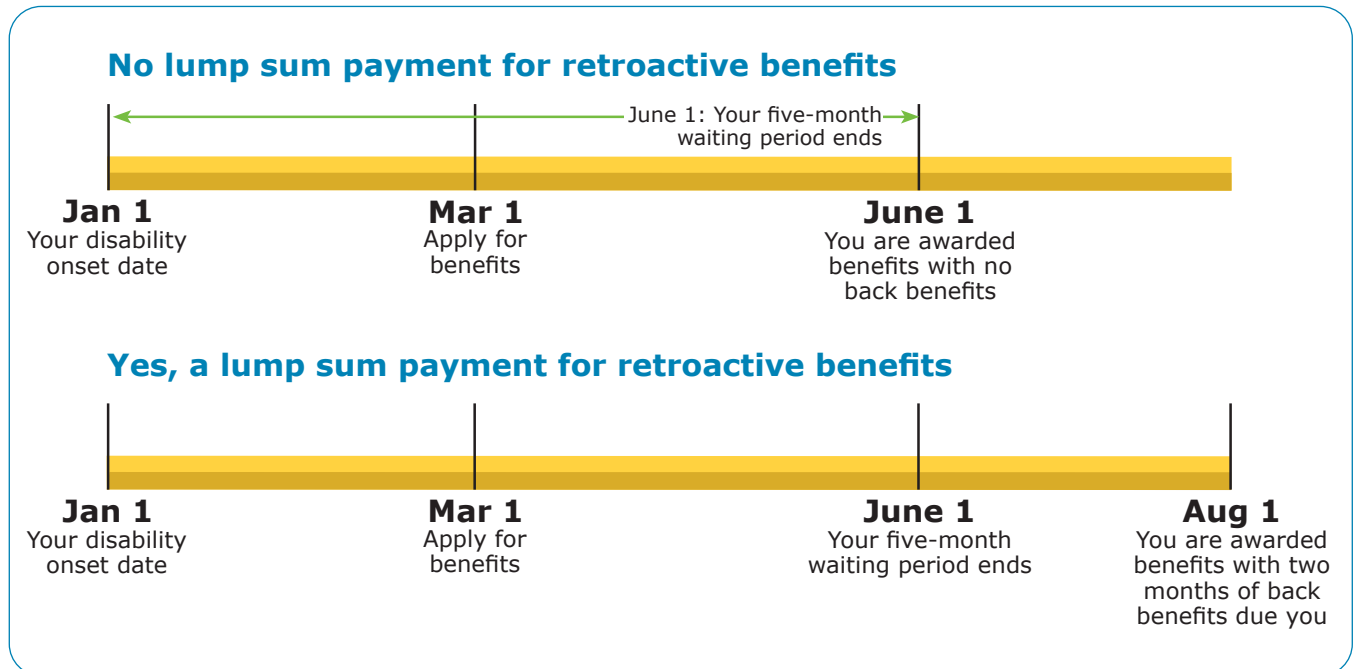 No lump sum payment for retroactive benefits
June 1: Your five-month
waiting period ends
Jan 1
Your disability
onset date
Mar 1
Apply for
benefits
June 1
You are awarded
benefits with no
back benefits
Yes, a lump sum payment for retroactive benefits
Jan 1
Your disability
onset date
Mar 1
Apply for
benefits
June 1
Your five-month
waiting period ends
Aug 1
You are awarded
benefits with two
months of back
benefits due you